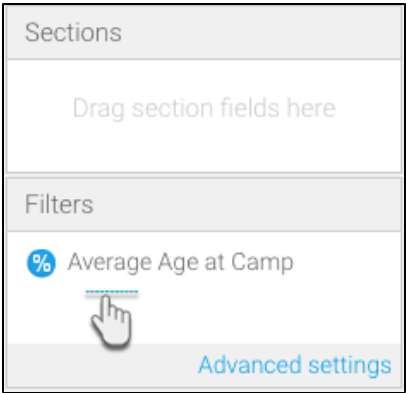 Sections
Drag section fields here
Filters
% Average Age at Camp
Advanced settings